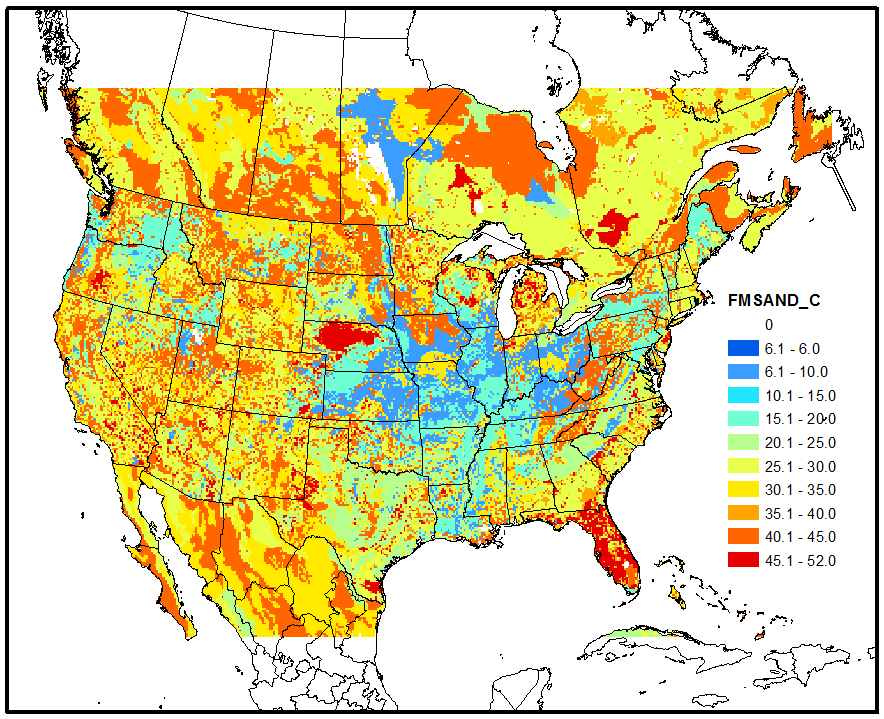 FMSAND_C
0
6.1 - 6.0
6.1 - 10.0
10.1 - 15.0
15.1 - 20.0
20.1 - 25.0
25.1 - 30.0
30.1 - 35.0
35.1 - 40.0
40.1 - 45.0
45.1 - 52.0